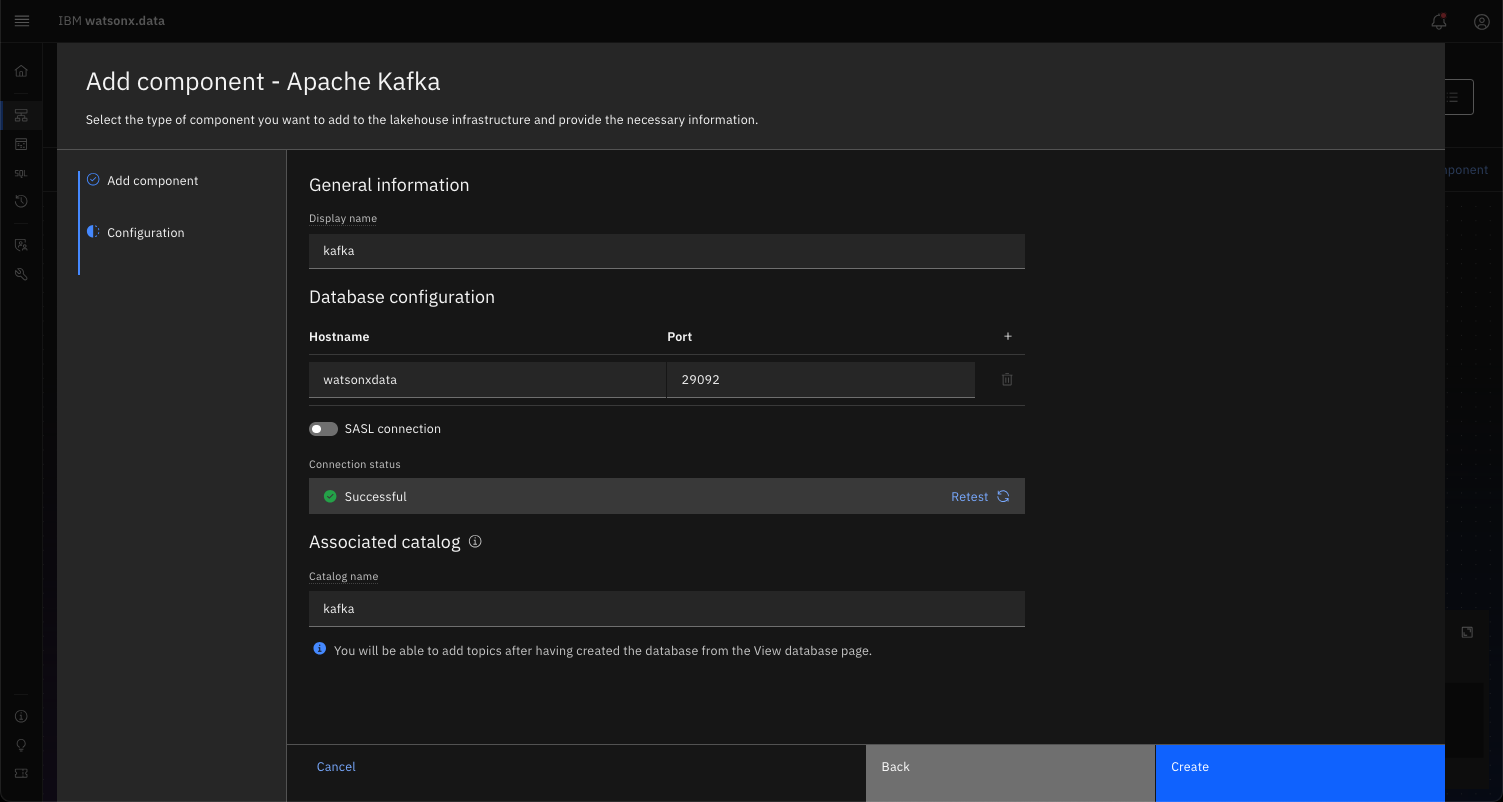 IBM watsonx.data
Add component - Apache Kafka
Select the type of component you want to add to the lakehouse infrastructure and provide the necessary information.
Add component
Configuration
General information
Display name
kafka
Database configuration
Hostname
Port
+
watsonxdata
29092
SASL connection
Connection status
Successful
Retest
Associated catalog
Catalog name
kafka
You will be able to add topics after having created the database from the View database page.
Cancel
Back
Create
SQL